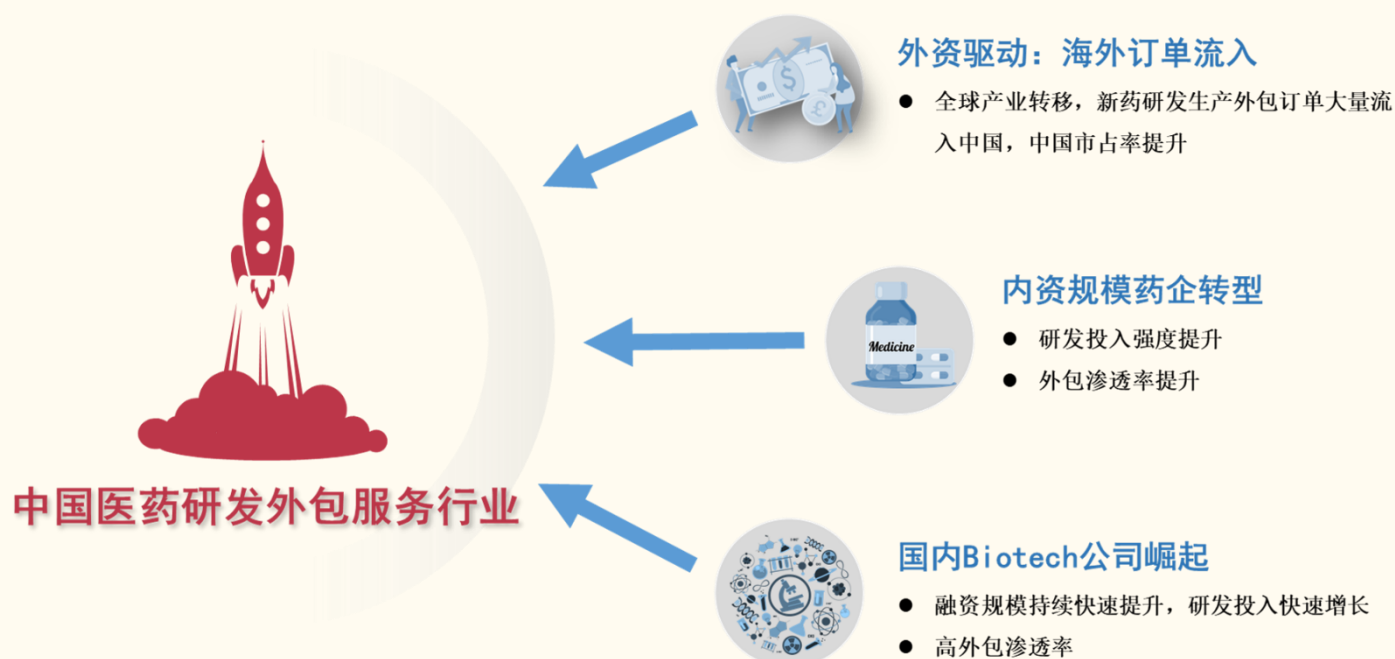 外资驱动：海外订单流入
● 全球产业转移，新药研发生产外包订单大量流
入中国，中国市占率提升
$
£
内资规模药企转型
● 研发投入强度提升
● 外包渗透率提升
Medicine
中国医药研发外包服务行业
国内Biotech公司崛起
● 融资规模持续快速提升，研发投入快速增长
● 高外包渗透率